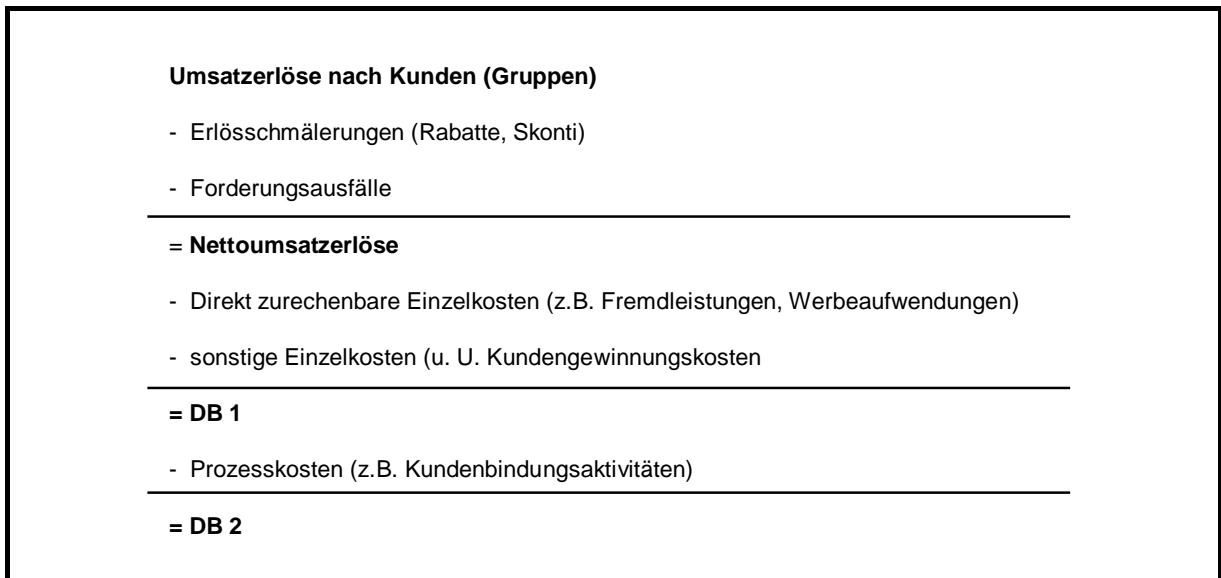 Umsatzerlöse nach Kunden (Gruppen)
- Erlösschmälerungen (Rabatte, Skonti)
- Forderungsausfälle
= Nettoumsatzerlöse
- Direkt zurechenbare Einzelkosten (z.B. Fremdleistungen, Werbeaufwendungen)
- sonstige Einzelkosten (u. U. Kundengewinnungskosten
= DB 1
- Prozesskosten (z.B. Kundenbindungsaktivitäten)
= DB 2